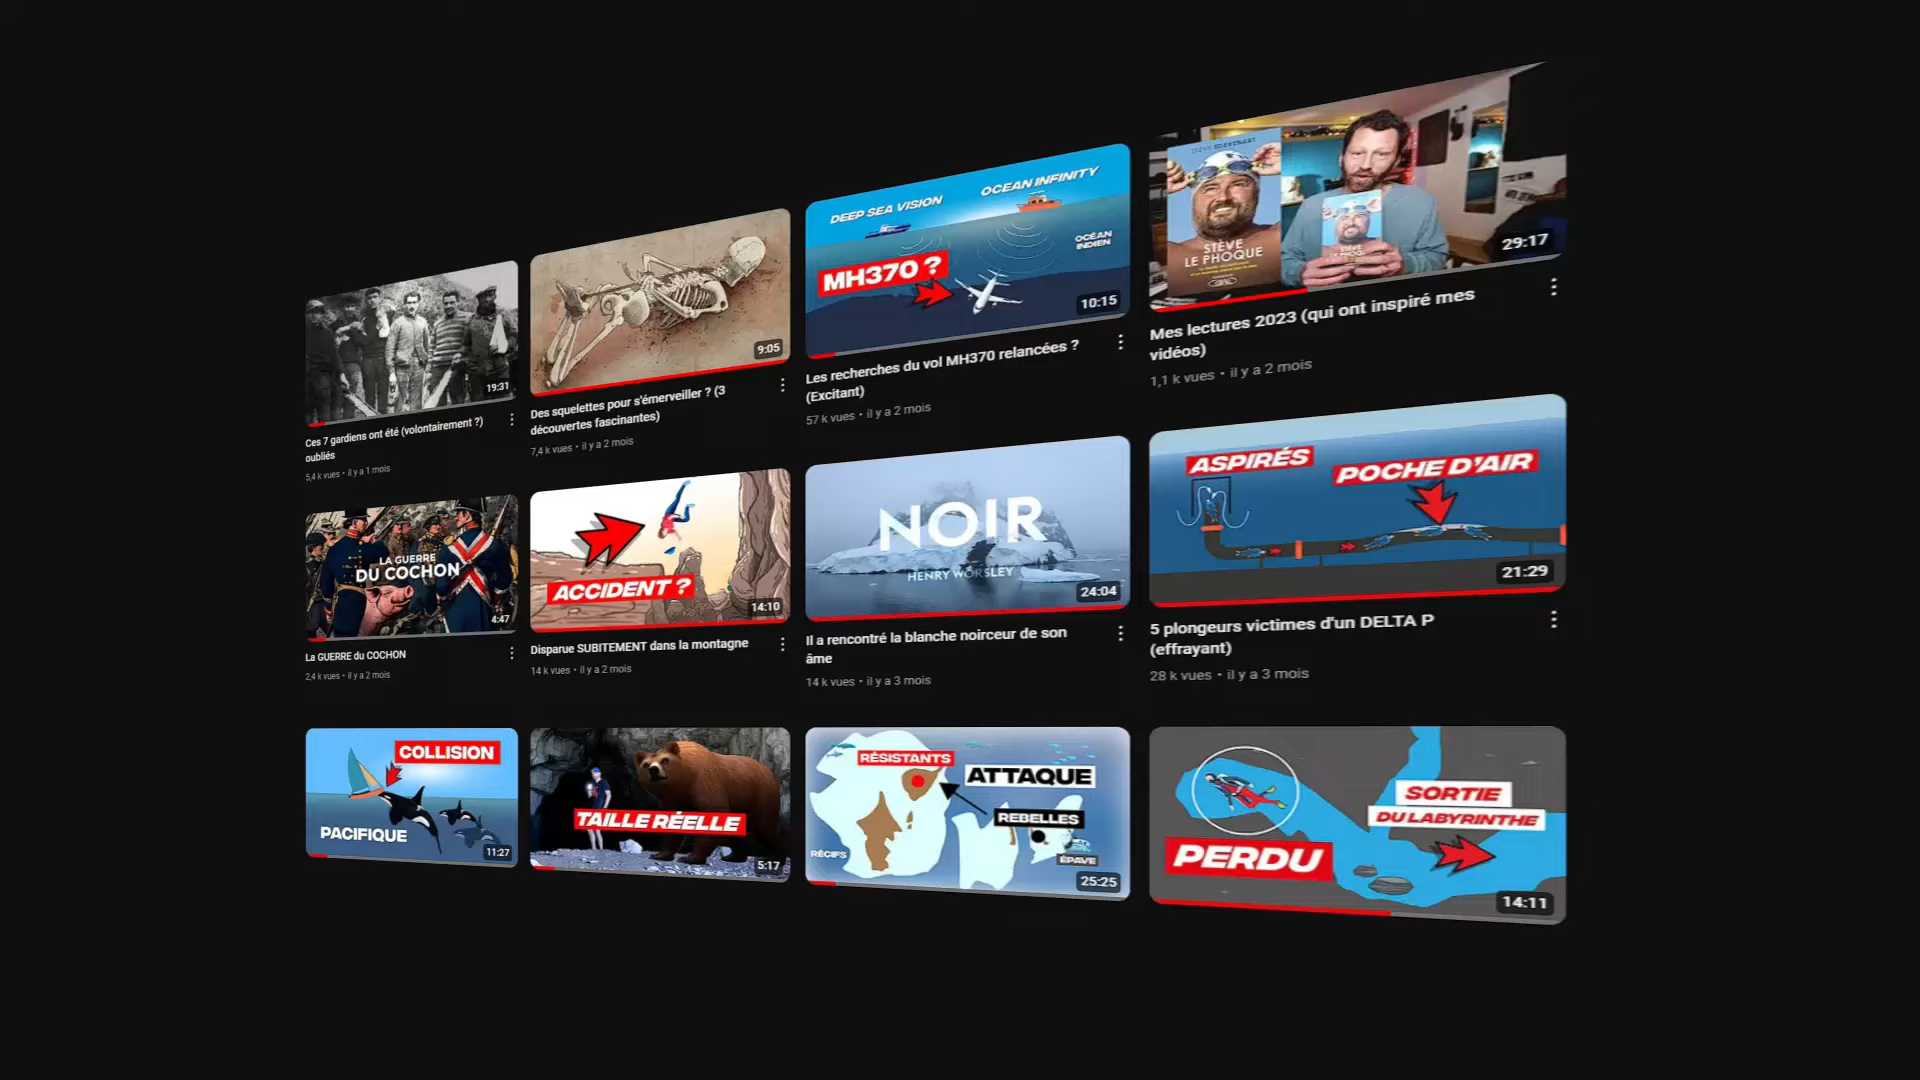 19:31
Ces 7 gardiens ont été (volontairement ?)
oubliés
5,4 k vues • il y a 1 mois
9:05
Des squelettes pour s'émerveiller ? (3
découvertes fascinantes)
7,4 k vues • il y a 2 mois
DEEP SEA VISION
OCEAN INFINITY
OCÉAN
INDIEN
MH370 ?
10:15
Les recherches du vol MH370 relancées ?
(Excitant)
57 k vues • il y a 2 mois
STÈVE
LE PHOQUE
29:17
Mes lectures 2023 (qui ont inspiré mes
vidéos)
1,1 k vues • il y a 2 mois
LA GUERRE
DU COCHON
4:47
La GUERRE du COCHON
2,4 k vues • il y a 2 mois
ACCIDENT ?
14:10
Disparue SUBITEMENT dans la montagne
14 k vues • il y a 2 mois
NOIR
HENRY WORSLEY
24:04
Il a rencontré la blanche noirceur de son
âme
14 k vues • il y a 3 mois
ASPIRÉS
POCHE D'AIR
21:29
5 plongeurs victimes d'un DELTA P
(effrayant)
28 k vues • il y a 3 mois
COLLISION
PACIFIQUE
11:27
TAILLE RÉELLE
5:17
RÉSISTANTS
ATTAQUE
REBELLES
RÉCIFS
ÉPAVE
25:25
SORTIE
DU LABYRINTHE
PERDU
14:11